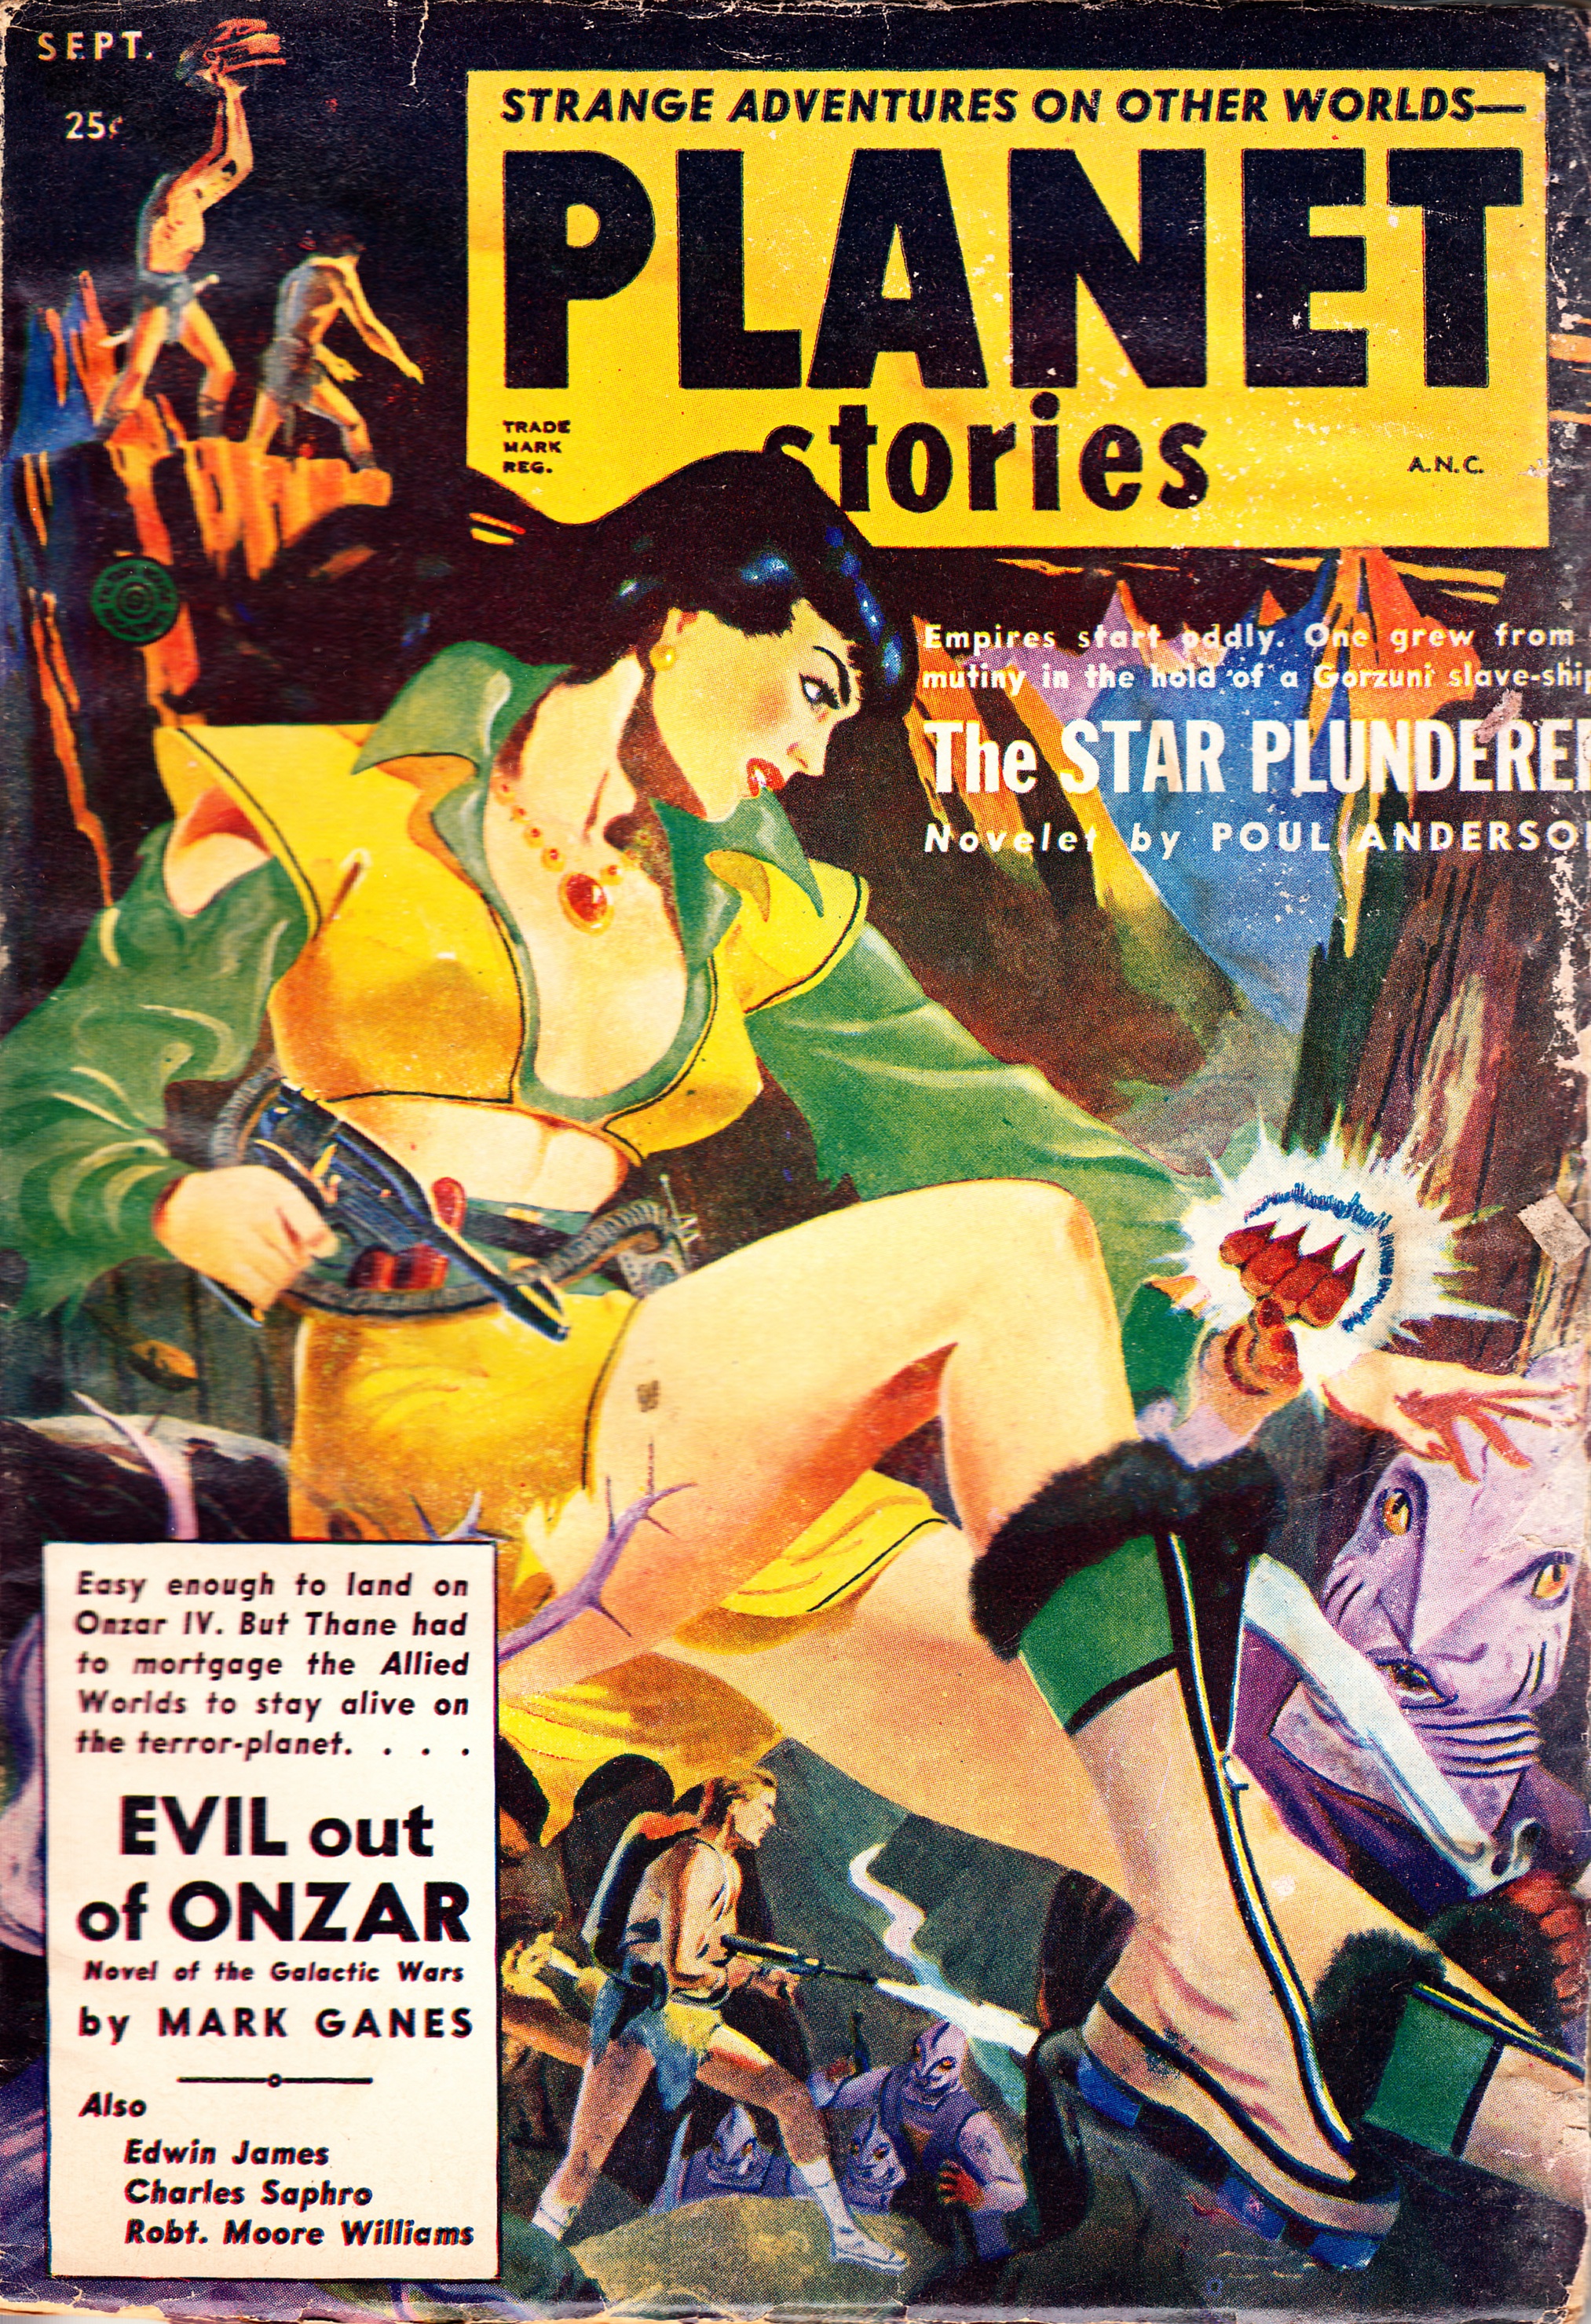 SEPT.
25¢
STRANGE ADVENTURES ON OTHER WORLDS—
PLANET
stories
TRADE
MARK
REG.
A.N.C.
Empires start oddly. One grew from
mutiny in the hold of a Gorzuni slave-ship
The STAR PLUNDERER
Novelet by POUL ANDERSON
Easy enough to land on
Onzar IV. But Thane had
to mortgage the Allied
Worlds to stay alive on
the terror-planet. . . .
EVIL out
of ONZAR
Novel of the Galactic Wars
by MARK GANES
Also
Edwin James
Charles Saphro
Robt. Moore Williams